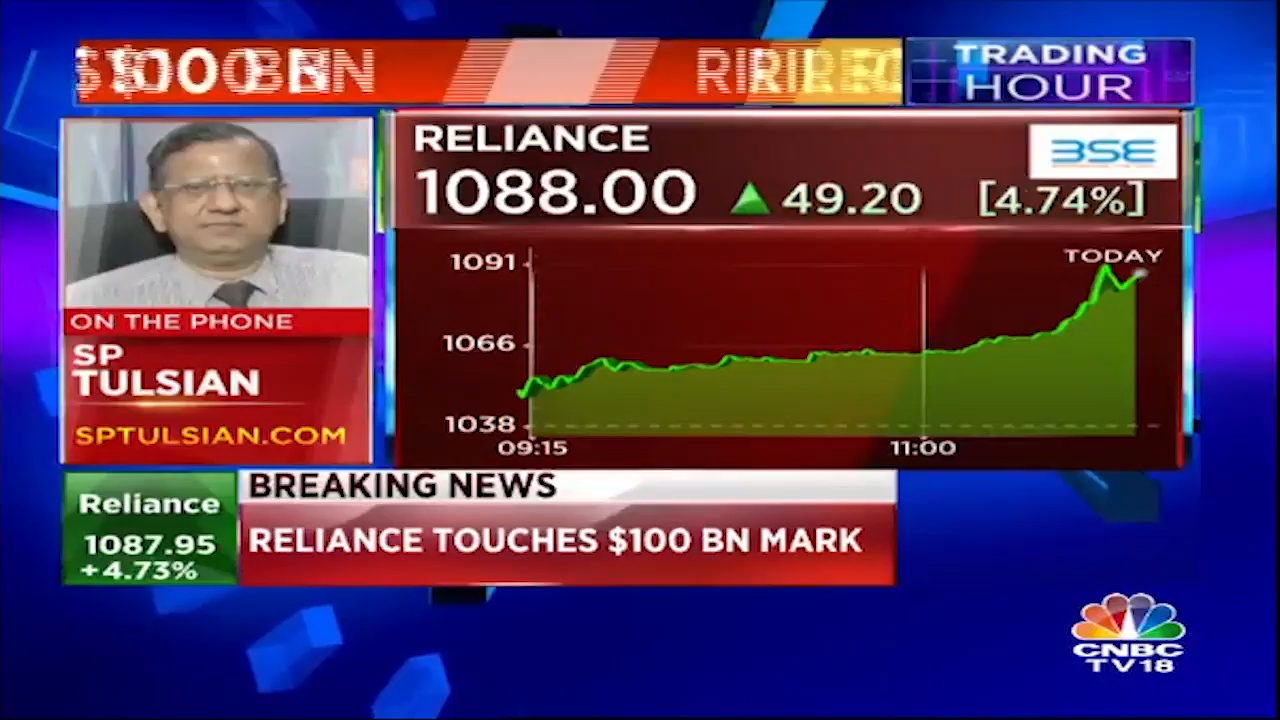 $100 BN
TRADING
HOUR
RELIANCE
1088.00 ▲ 49.20 [4.74%]
BSE
TODAY
1091
1066
1038
09:15
11:00
ON THE PHONE
SP
TULSIAN
SPTULSIAN.COM
Reliance
1087.95
+4.73%
BREAKING NEWS
RELIANCE TOUCHES $100 BN MARK
CNBC
TV18